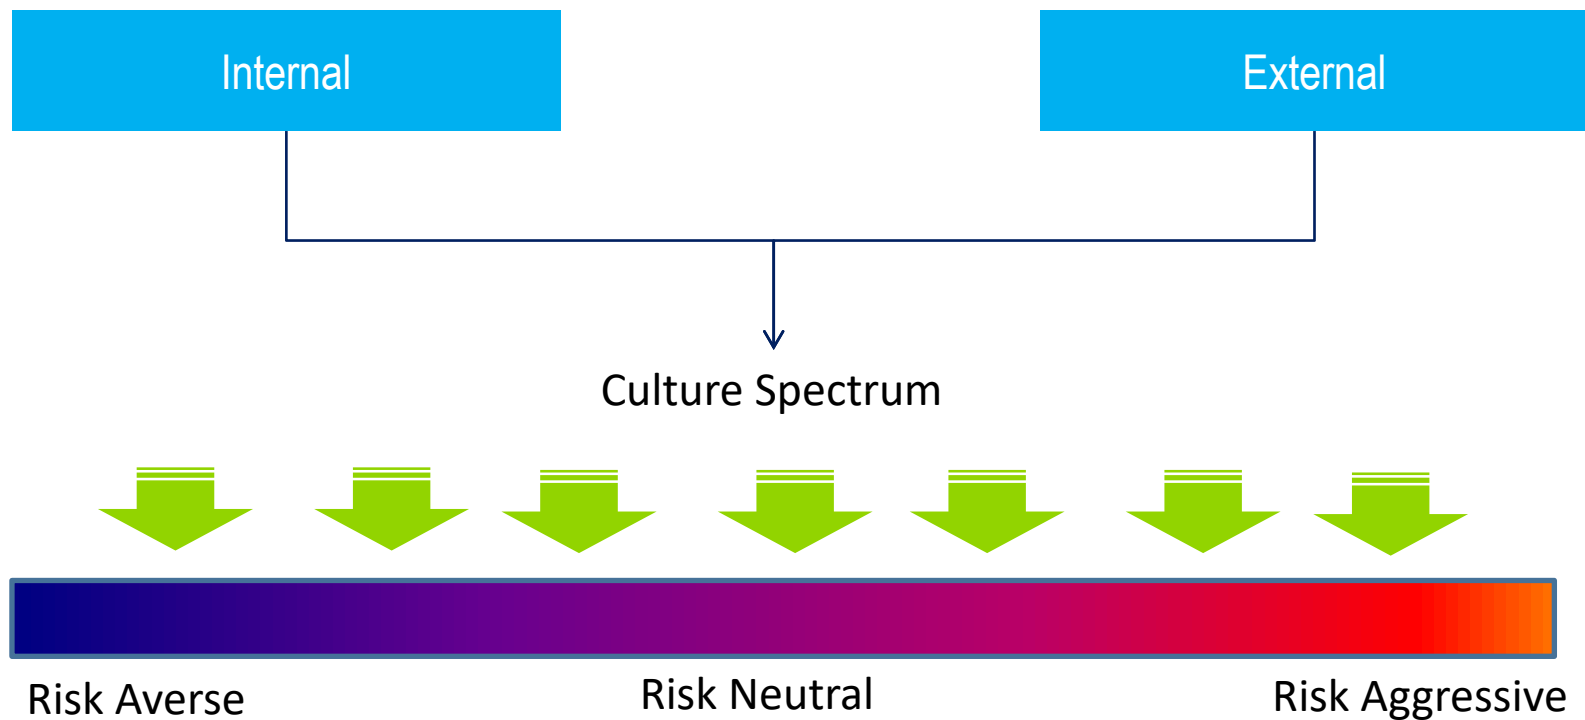 Internal
External
Culture Spectrum
Risk Averse
Risk Neutral
Risk Aggressive